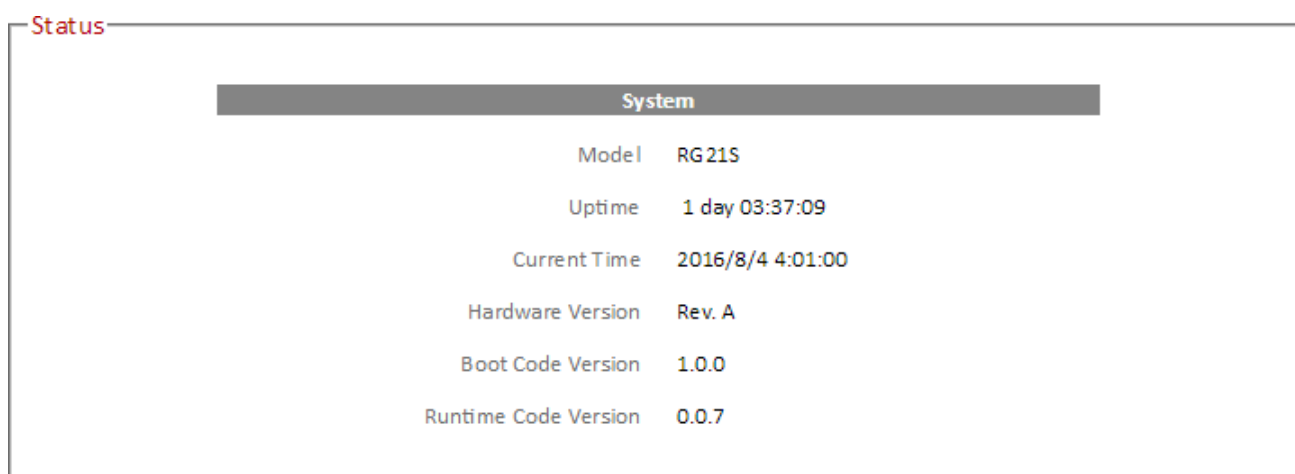 Status
System
Model RG21S
Uptime 1 day 03:37:09
Current Time 2016/8/4 4:01:00
Hardware Version Rev. A
Boot Code Version 1.0.0
Runtime Code Version 0.0.7